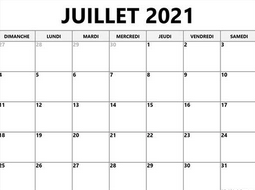 JUILLET 2021
DIMANCHE LUNDI MARDI MERCREDI JEUDI VENDREDI SAMEDI
27 28 29 30 1 2 3
4 5 6 7 8 9 10
11 12 13 14 15 16 17
18 19 20 21 22 23 24
25 26 27 28 29 30 31